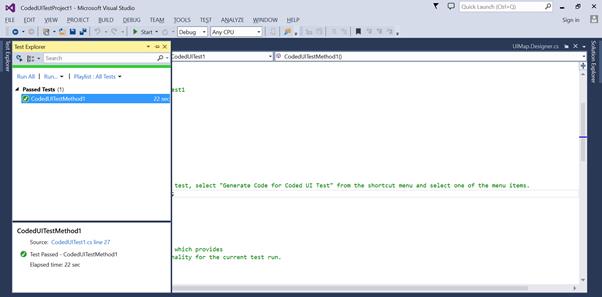 CodedUITestProject1 - Microsoft Visual Studio
Quick Launch (Ctrl+Q)
FILE EDIT VIEW PROJECT BUILD DEBUG TEAM TOOLS TEST ANALYZE WINDOW HELP
Sign in
Start Debug Any CPU
Test Explorer
Test Explorer
Search
Run All | Run... | Playlist : All Tests
Passed Tests (1)
CodedUITestMethod1 22 sec
CodedUITestMethod1
Source: CodedUITest1.cs line 27
Test Passed - CodedUITestMethod1
Elapsed time: 22 sec
UIMap.Designer.cs
CodedUITest1 CodedUITestMethod1()
est1
test, select "Generate Code for Coded UI Test" from the shortcut menu and select one of the menu items.
which provides
nality for the current test run.
Solution Explorer